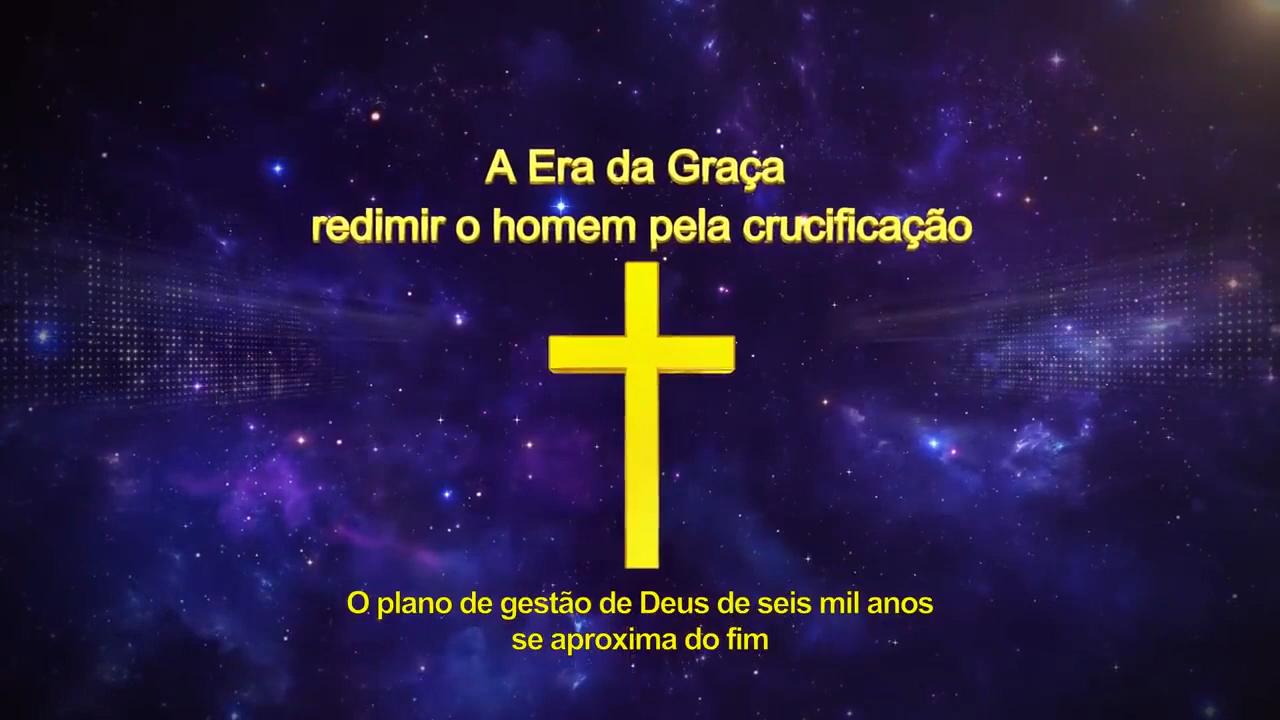 A Era da Graça
redimir o homem pela crucificação
O plano de gestão de Deus de seis mil anos
se aproxima do fim